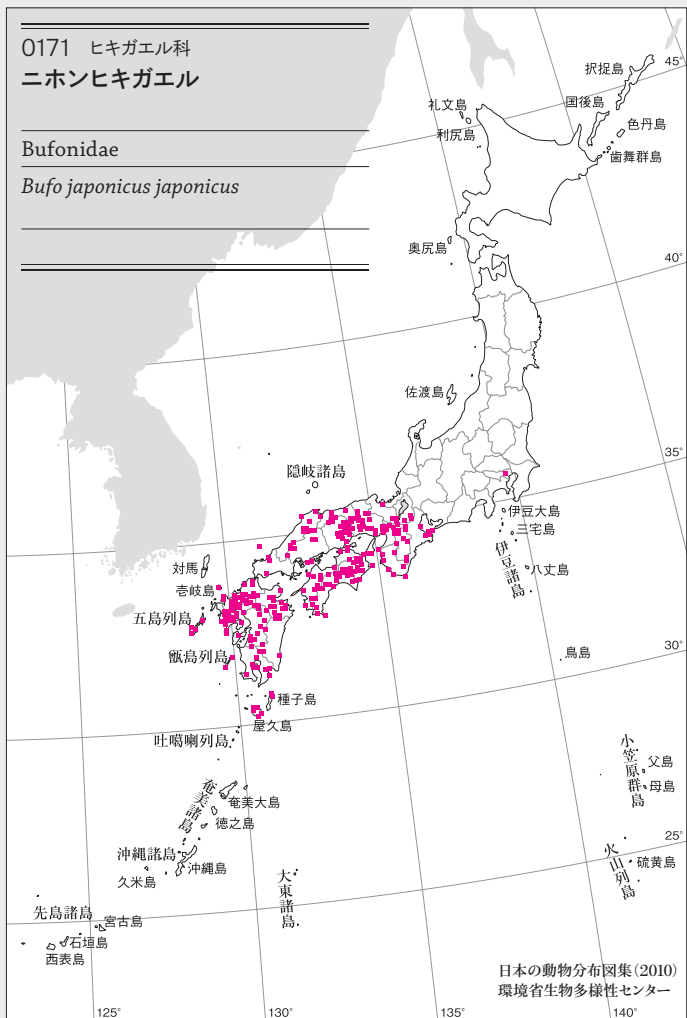 0171 ヒキガエル科
ニホンヒキガエル
Bufonidae
Bufo japonicus japonicus
択捉島
45°
国後島
礼文島
色丹島
利尻島
歯舞群島
奥尻島
40°
佐渡島
35°
隠岐諸島
伊豆大島
三宅島
伊豆諸島
八丈島
対馬
壱岐島
五島列島
甑島列島
鳥島
30°
種子島
屋久島
吐噶喇列島
小笠原群島
父島
母島
奄美諸島
奄美大島
徳之島
25°
沖縄諸島
沖縄島
久米島
火山列島
硫黄島
大東諸島
先島諸島
宮古島
石垣島
西表島
日本の動物分布図集(2010)
環境省生物多様性センター
125°
130°
135°
140°